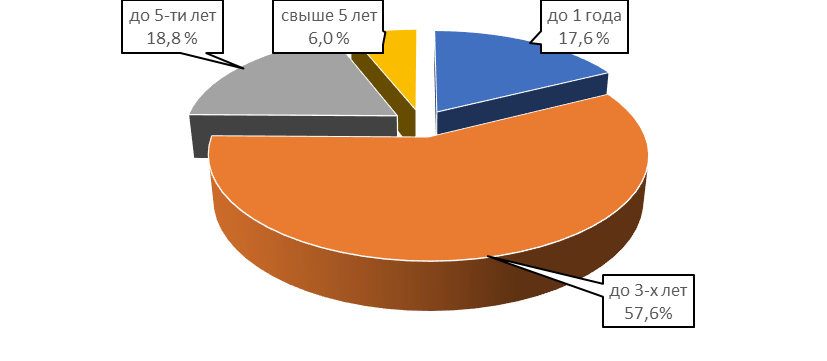 до 5-ти лет
18,8 %
свыше 5 лет
6,0 %
до 1 года
17,6 %
до 3-х лет
57,6%